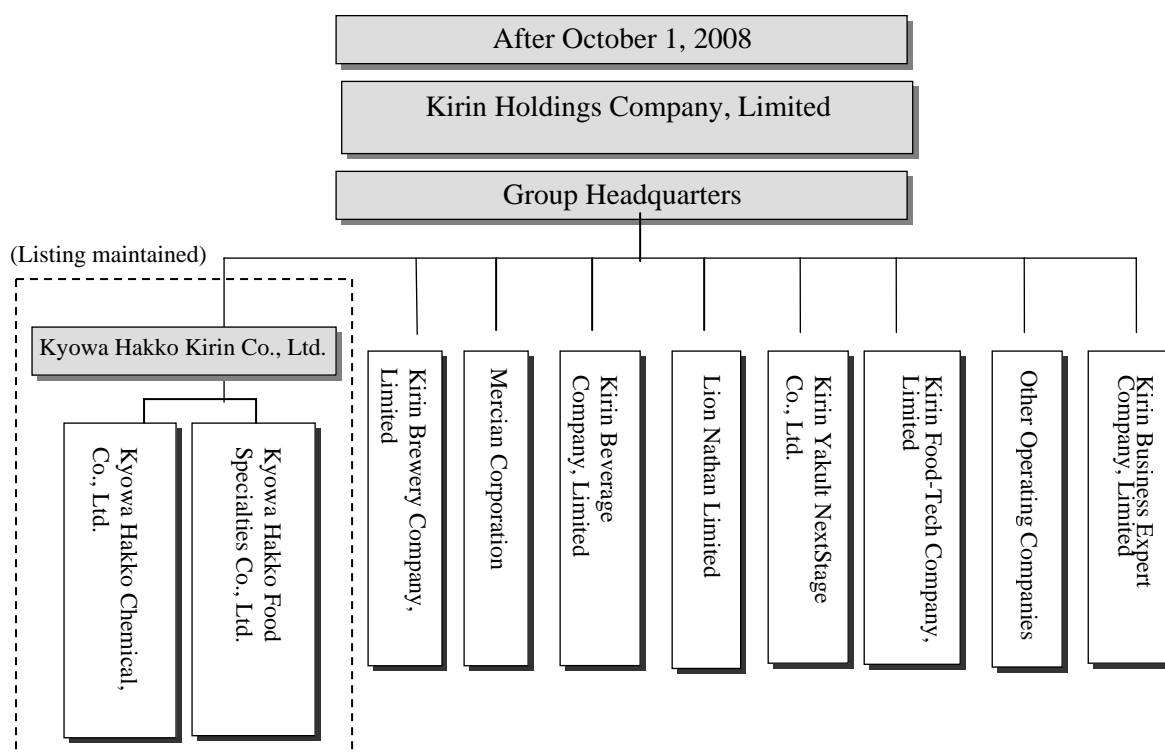 After October 1, 2008
Kirin Holdings Company, Limited
Group Headquarters
(Listing maintained)
Kyowa Hakko Kirin Co., Ltd.
Kyowa Hakko Chemical,
Co., Ltd.
Kyowa Hakko Food
Specialties Co., Ltd.
Kirin Brewery Company,
Limited
Mercian Corporation
Kirin Beverage
Company, Limited
Lion Nathan Limited
Kirin Yakult NextStage
Co., Ltd.
Kirin Food-Tech Company,
Limited
Other Operating Companies
Kirin Business Expert
Company, Limited